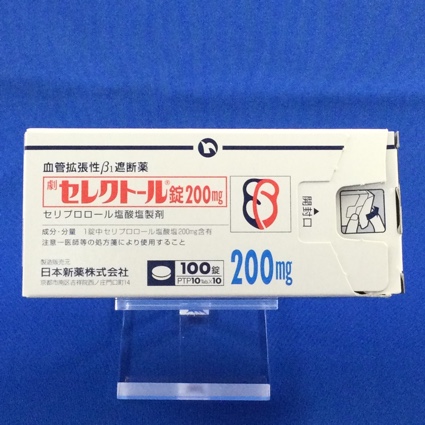 血管拡張性β1遮断薬
劇 セレクトール®錠200mg
セリプロロール塩酸塩製剤
成分・分量 1錠中セリプロロール塩酸塩200mg含有
注意－医師等の処方箋により使用すること
製造販売元
日本新薬株式会社
京都市南区吉祥院西ノ庄門口町14
100錠
PTP10Tab.×10
200mg
開封口